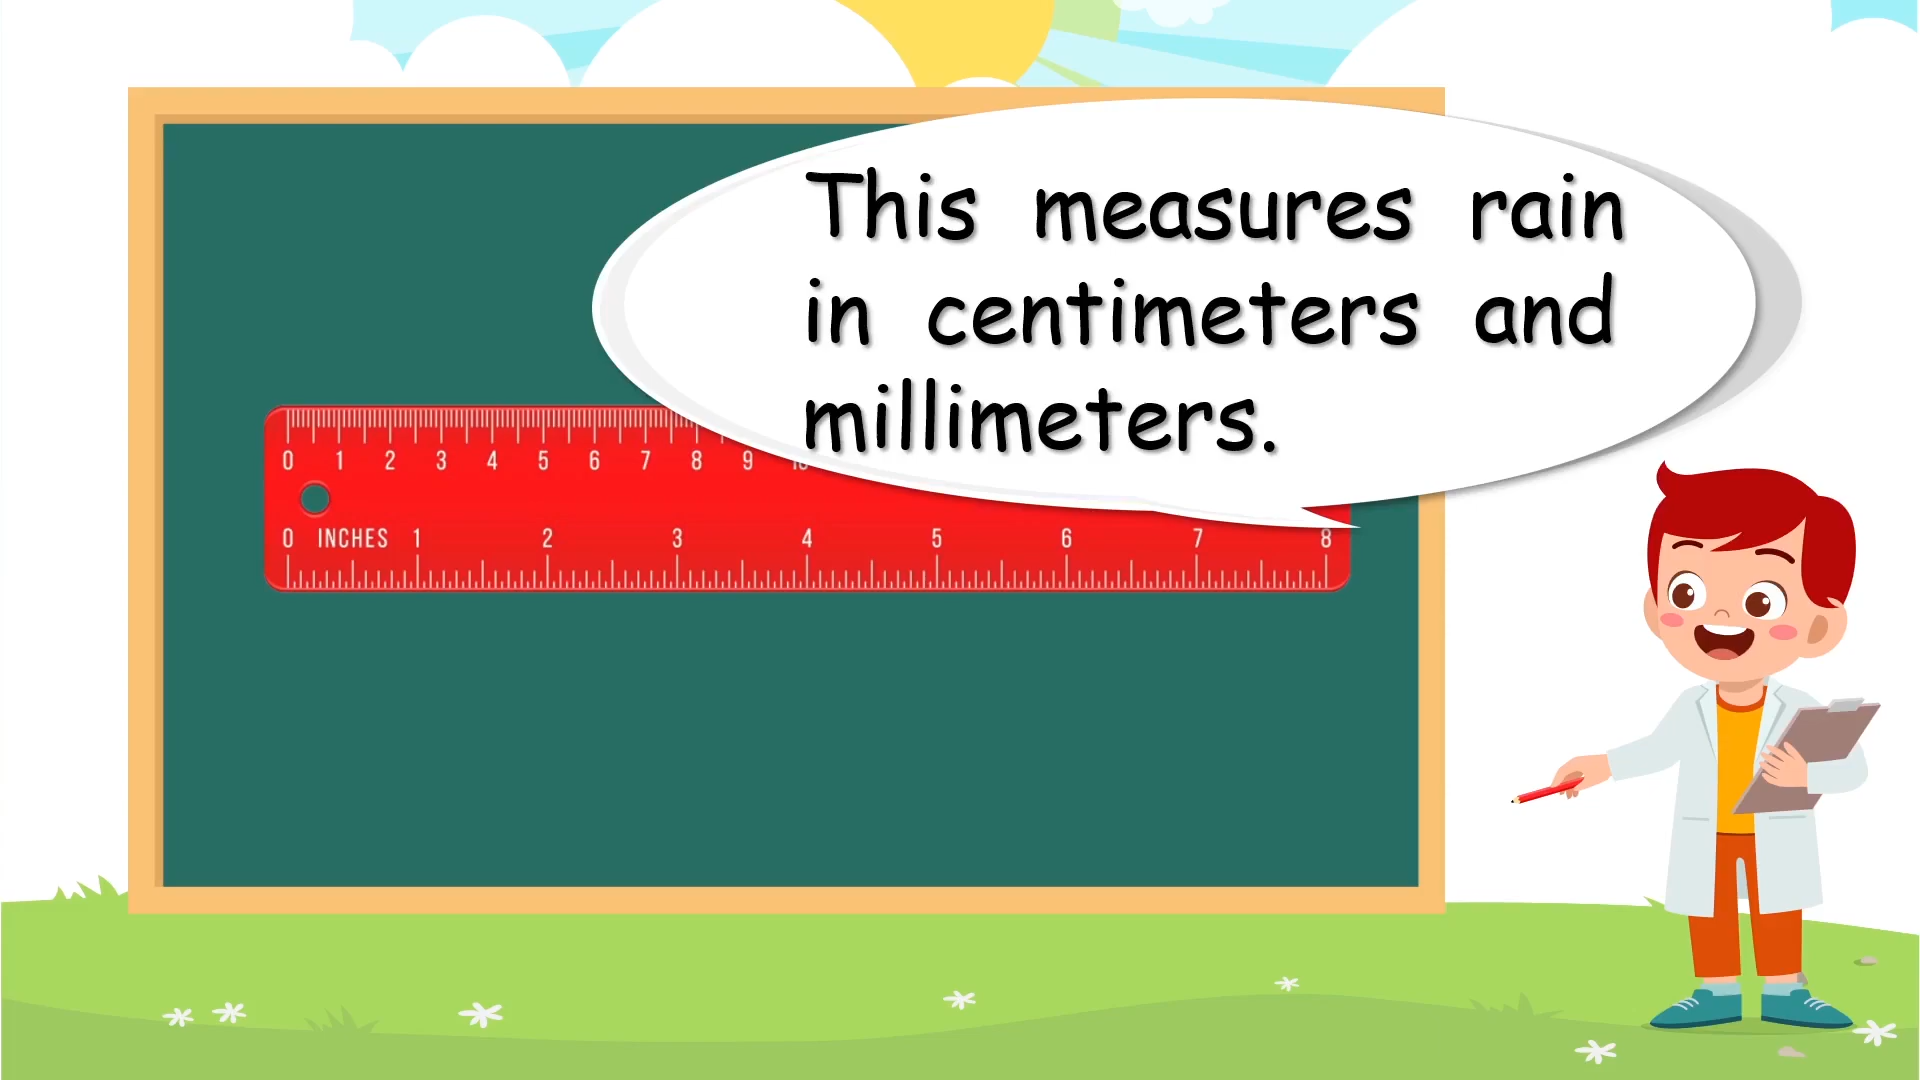 This measures rain
in centimeters and
millimeters.
0 1 2 3 4 5 6 7 8 9
0 INCHES 1 2 3 4 5 6 7 8